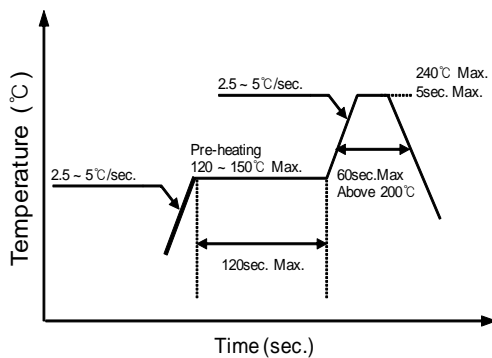 Temperature (℃)
2.5 ~ 5℃/sec.
240℃ Max.
5sec. Max.
Pre-heating
120 ~ 150℃ Max.
2.5 ~ 5℃/sec.
60sec.Max
Above 200℃
120sec. Max.
Time (sec.)